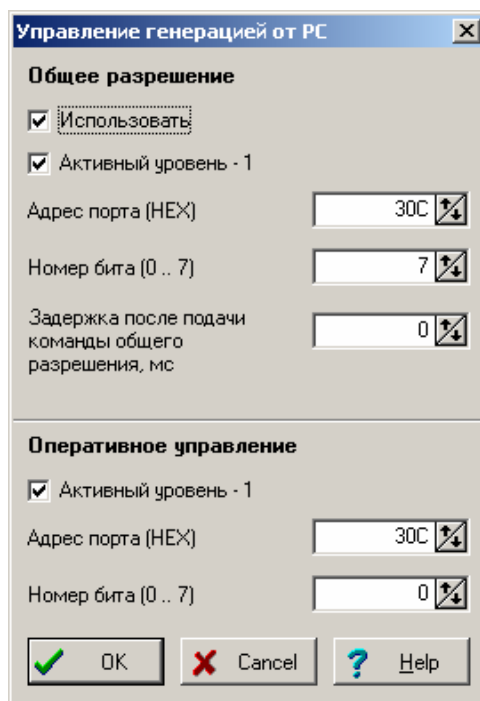 Управление генерацией от PC
Общее разрешение
Использовать
Активный уровень - 1
Адрес порта (HEX)
30C
Номер бита (0 .. 7)
7
Задержка после подачи
команды общего
разрешения, мс
0
Оперативное управление
Активный уровень - 1
Адрес порта (HEX)
30C
Номер бита (0 .. 7)
0
OK Cancel Help